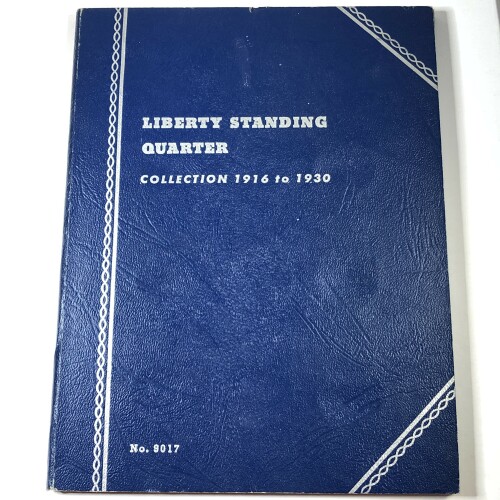 LIBERTY STANDING
QUARTER
COLLECTION 1916 to 1930
No. 9017